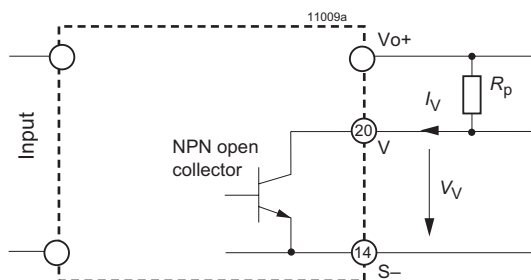 11009a
Vo+
Rp
IV
20
V
Input
NPN open
collector
VV
14
S–